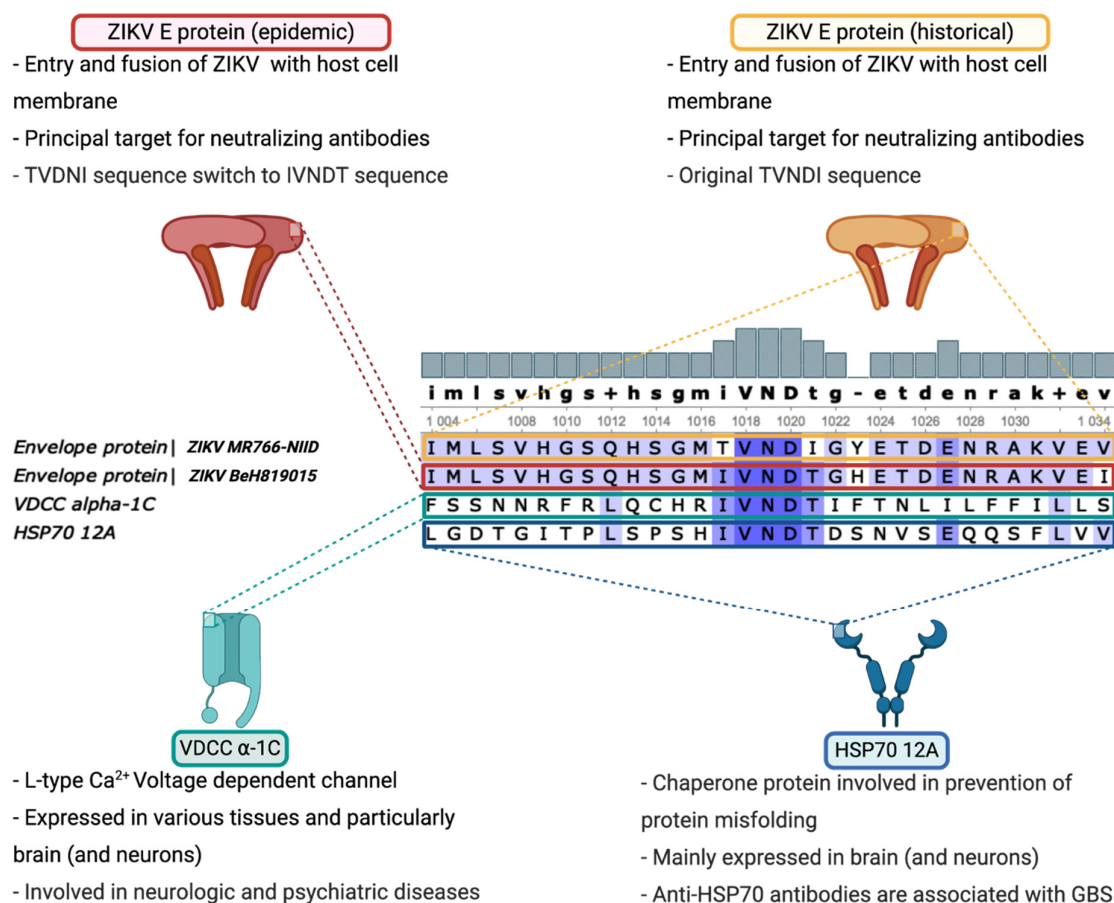 ZIKV E protein (epidemic)
- Entry and fusion of ZIKV with host cell
membrane
- Principal target for neutralizing antibodies
- TVDNI sequence switch to IVNDT sequence
ZIKV E protein (historical)
- Entry and fusion of ZIKV with host cell
membrane
- Principal target for neutralizing antibodies
- Original TVNDI sequence
i m l s v h g s + h s g m i V N D t g - e t d e n r a k + e v
1 004 1008 1010 1012 1014 1016 1018 1020 1022 1024 1026 1028 1030 1 034
Envelope protein| ZIKV MR766-NIID I M L S V H G S Q H S G M T V N D I G Y E T D E N R A K V E V
Envelope protein| ZIKV BeH819015 I M L S V H G S Q H S G M I V N D T G H E T D E N R A K V E I
VDCC alpha-1C F S S N N R F R L Q C H R I V N D T I F T N L I L F F I L L S
HSP70 12A L G D T G I T P L S P S H I V N D T D S N V S E Q Q S F L V V
VDCC α-1C
- L-type Ca²⁺ Voltage dependent channel
- Expressed in various tissues and particularly
brain (and neurons)
- Involved in neurologic and psychiatric diseases
HSP70 12A
- Chaperone protein involved in prevention of
protein misfolding
- Mainly expressed in brain (and neurons)
- Anti-HSP70 antibodies are associated with GBS